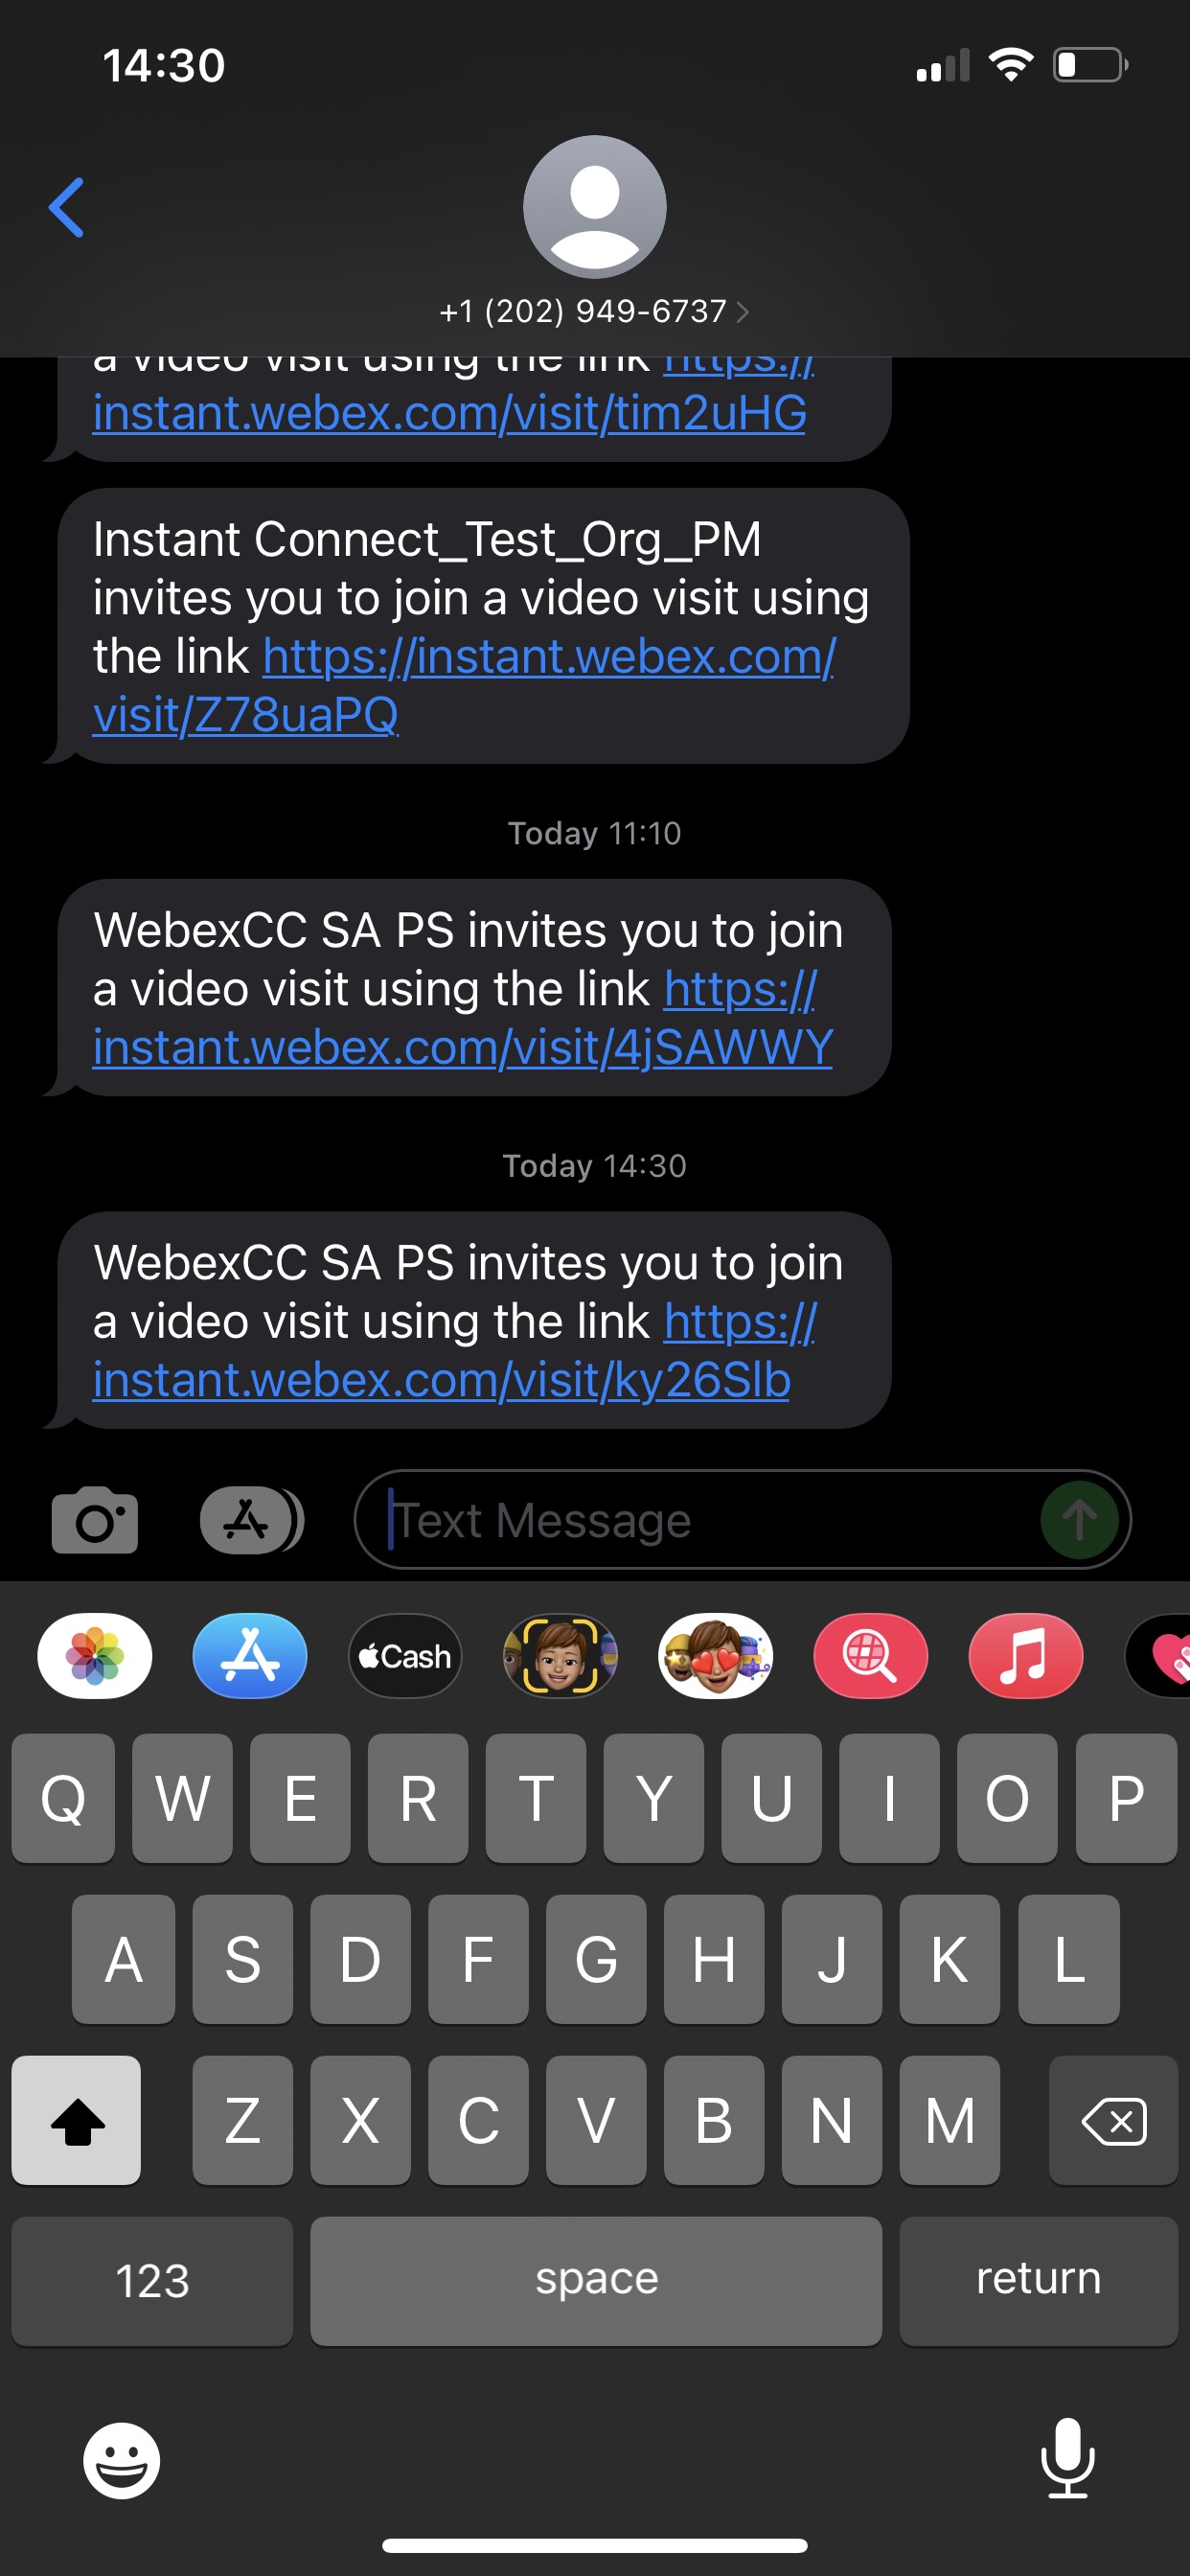 14:30
+1 (202) 949-6737
a video visit using the link https://
instant.webex.com/visit/tim2uHG
Instant Connect_Test_Org_PM
invites you to join a video visit using
the link https://instant.webex.com/
visit/Z78uaPQ
Today 11:10
WebexCC SA PS invites you to join
a video visit using the link https://
instant.webex.com/visit/4jSAWWY
Today 14:30
WebexCC SA PS invites you to join
a video visit using the link https://
instant.webex.com/visit/ky26Slb
Text Message
Cash
Q W E R T Y U I O P
A S D F G H J K L
Z X C V B N M
123 space return